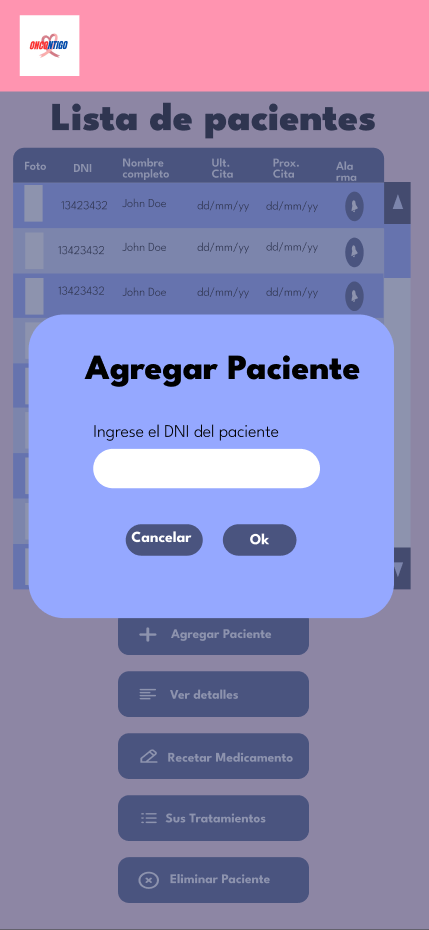 ONCONTIGO
Lista de pacientes
Foto DNI Nombre completo Ult. Cita Prox. Cita Ala rma
13423432 John Doe dd/mm/yy dd/mm/yy
13423432 John Doe dd/mm/yy dd/mm/yy
13423432 John Doe dd/mm/yy dd/mm/yy
Agregar Paciente
Ingrese el DNI del paciente
Cancelar Ok
Agregar Paciente
Ver detalles
Recetar Medicamento
Sus Tratamientos
Eliminar Paciente